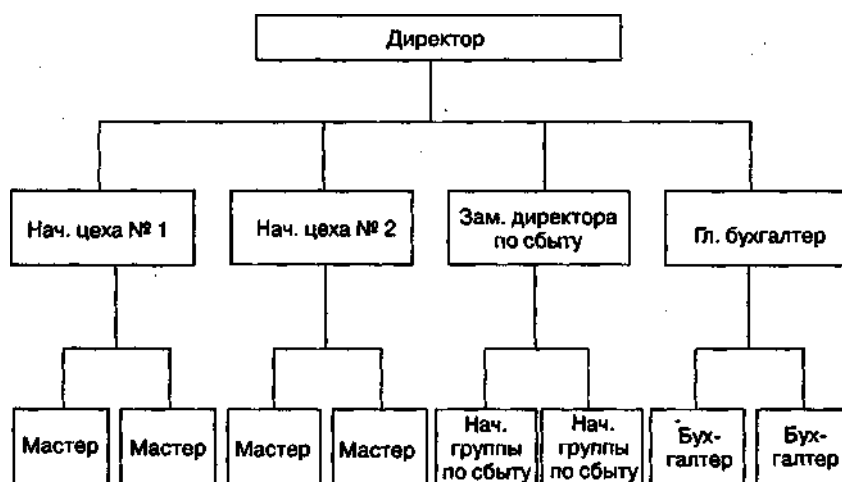 Директор
Нач. цеха № 1
Нач. цеха № 2
Зам. директора
по сбыту
Гл. бухгалтер
Мастер
Мастер
Мастер
Мастер
Нач.
группы
по сбыту
Нач.
группы
по сбыту
Бух-
галтер
Бух-
галтер